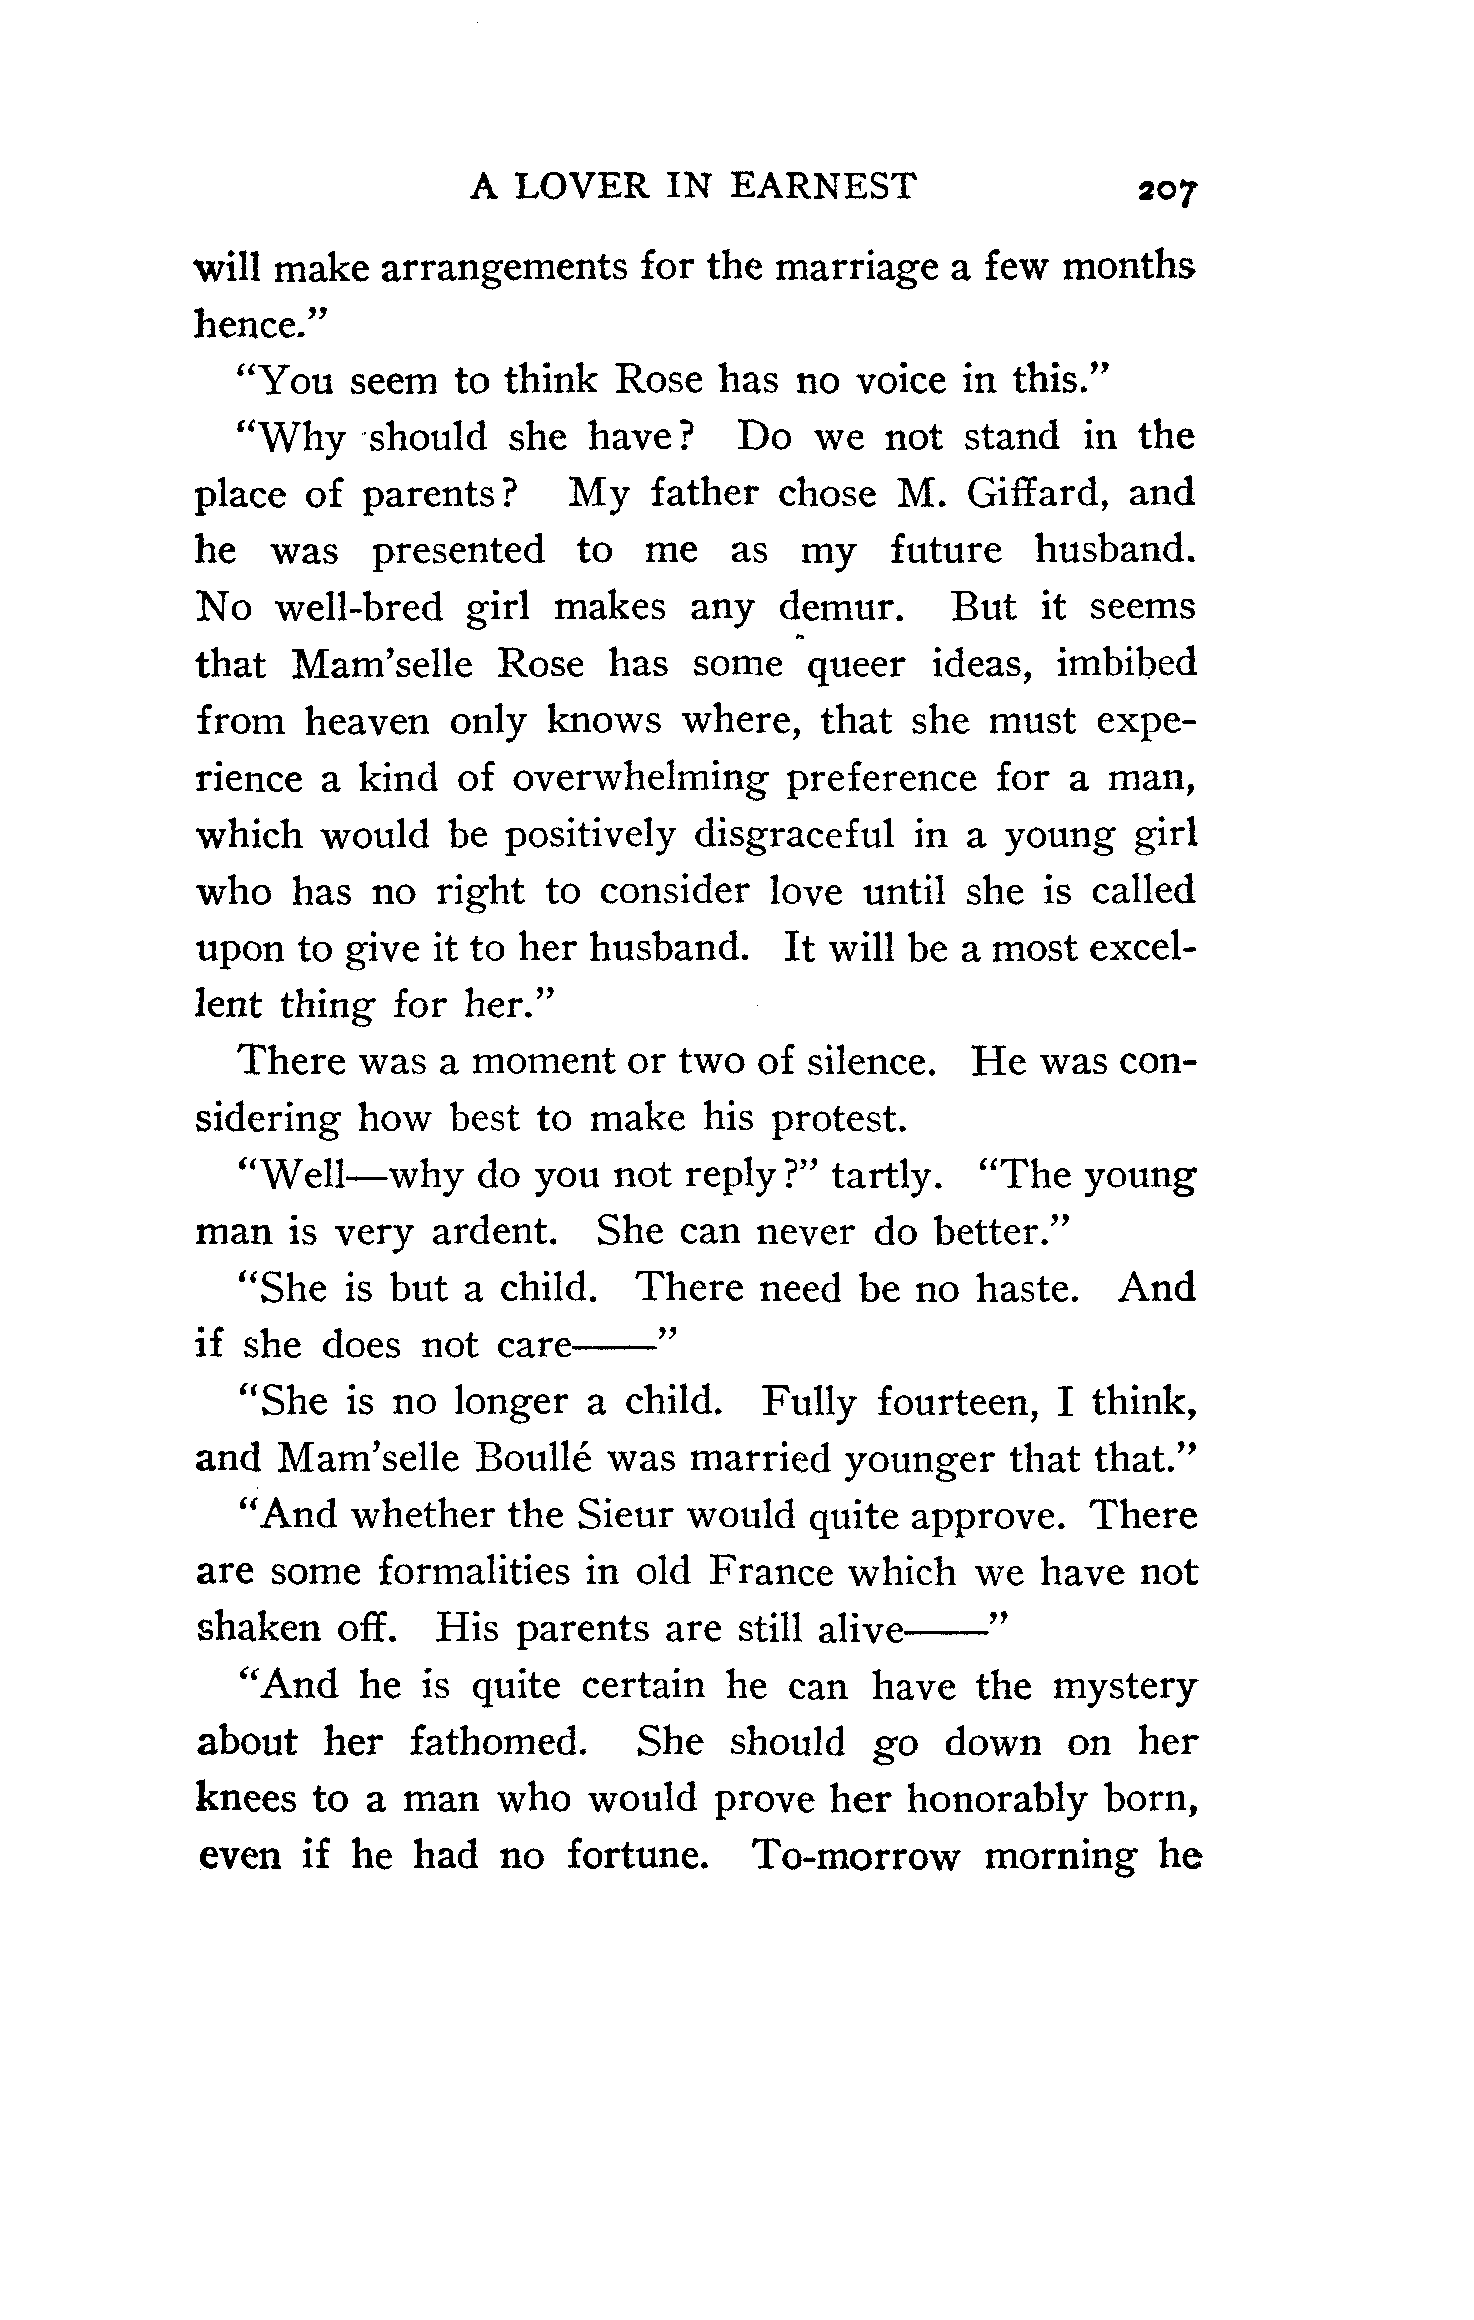 A LOVER IN EARNEST 207
will make arrangements for the marriage a few months
hence."
"You seem to think Rose has no voice in this."
"Why should she have? Do we not stand in the
place of parents? My father chose M. Giffard, and
he was presented to me as my future husband.
No well-bred girl makes any demur. But it seems
that Mam'selle Rose has some queer ideas, imbibed
from heaven only knows where, that she must expe-
rience a kind of overwhelming preference for a man,
which would be positively disgraceful in a young girl
who has no right to consider love until she is called
upon to give it to her husband. It will be a most excel-
lent thing for her."
There was a moment or two of silence. He was con-
sidering how best to make his protest.
"Well—why do you not reply?" tartly. "The young
man is very ardent. She can never do better."
"She is but a child. There need be no haste. And
if she does not care——"
"She is no longer a child. Fully fourteen, I think,
and Mam'selle Boullé was married younger that that."
"And whether the Sieur would quite approve. There
are some formalities in old France which we have not
shaken off. His parents are still alive——"
"And he is quite certain he can have the mystery
about her fathomed. She should go down on her
knees to a man who would prove her honorably born,
even if he had no fortune. To-morrow morning he